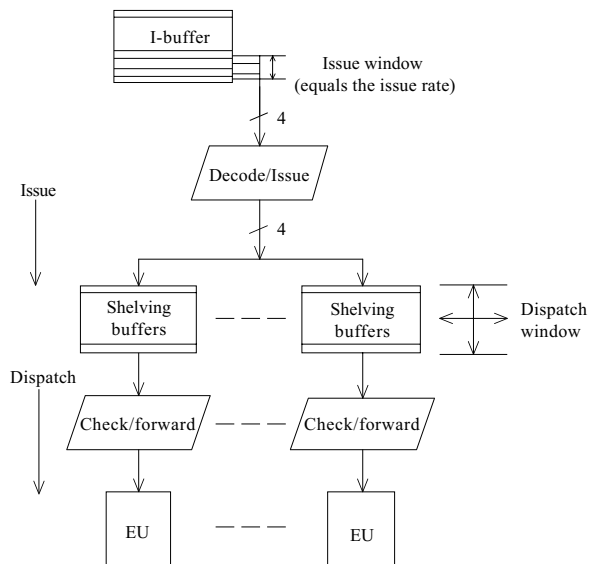 I-buffer
Issue window
(equals the issue rate)
4
Decode/Issue
Issue
4
Shelving
buffers
Shelving
buffers
Dispatch
window
Dispatch
Check/forward
Check/forward
EU
EU